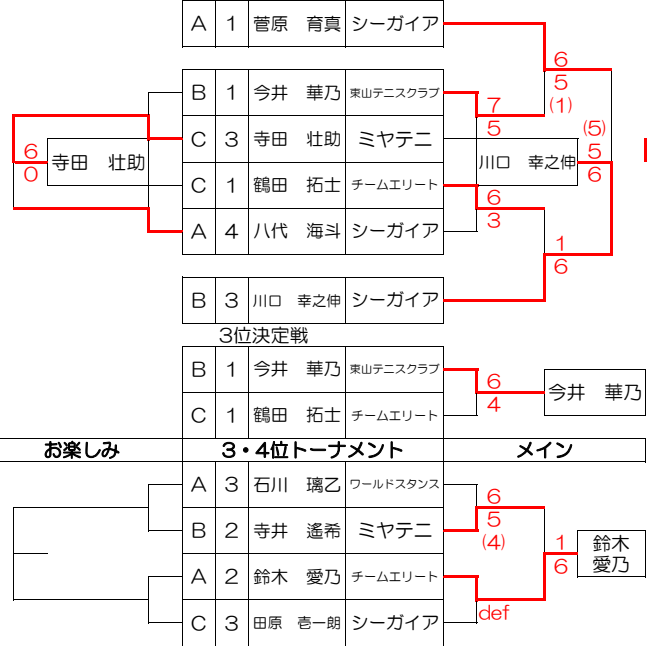 A 1 菅原 育真 シーガイア
6
5
(1)
B 1 今井 華乃 東山テニスクラブ
7
5
C 3 寺田 壮助 ミヤテニ
(5)
5
6
川口 幸之伸
6
0
寺田 壮助
C 1 鶴田 拓士 チームエリート
6
3
A 4 八代 海斗 シーガイア
1
6
B 3 川口 幸之伸 シーガイア
3位決定戦
B 1 今井 華乃 東山テニスクラブ
6
4
今井 華乃
C 1 鶴田 拓士 チームエリート
お楽しみ 3・4位トーナメント メイン
A 3 石川 璃乙 ワールドスタンス
6
5
(4)
B 2 寺井 遙希 ミヤテニ
1
6
鈴木
愛乃
A 2 鈴木 愛乃 チームエリート
def
C 3 田原 壱一朗 シーガイア